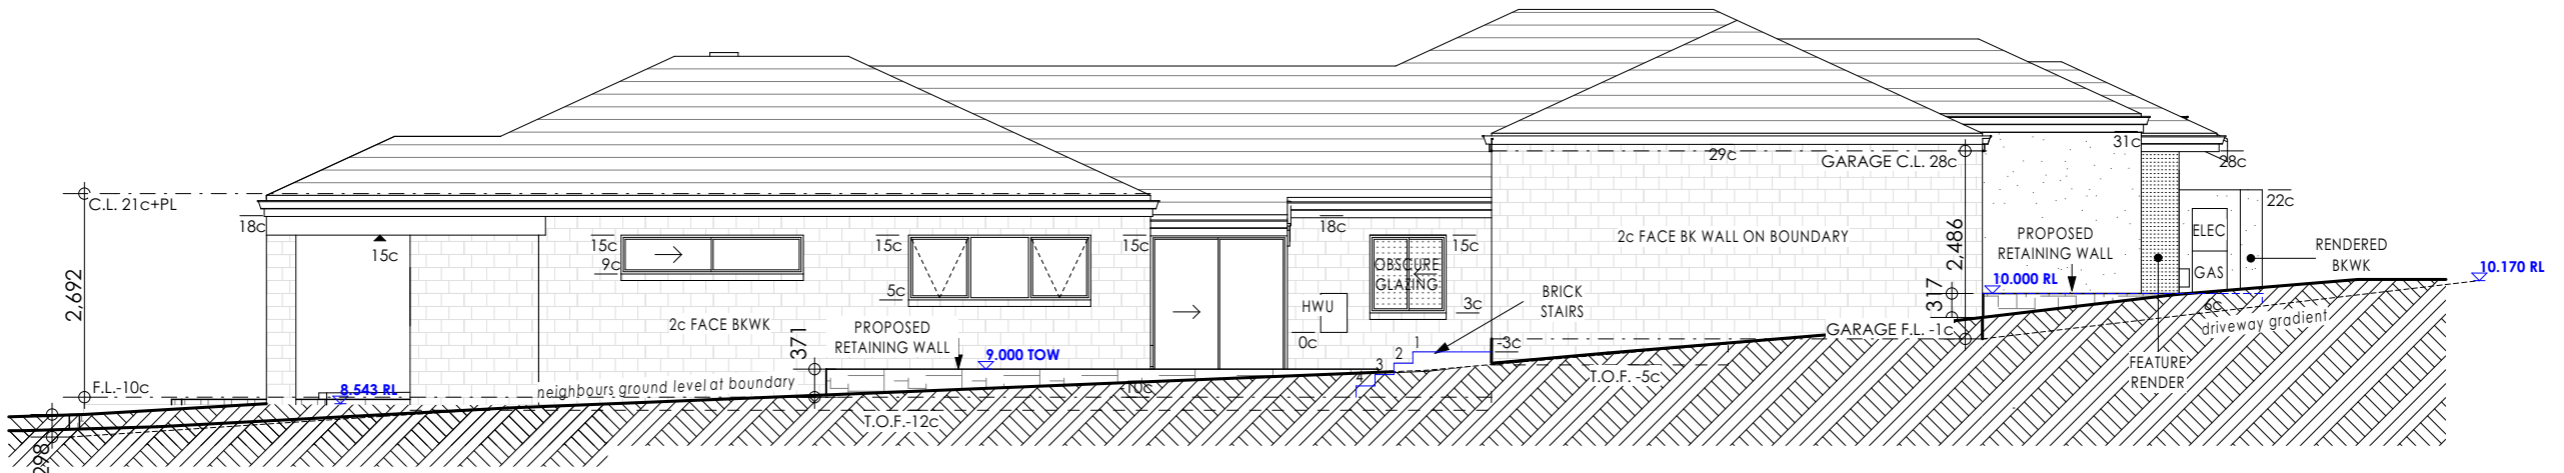 C.L. 21c+PL
18c
15c
2,692
F.L.-10c
8.543 RL
298
15c
9c
15c
5c
15c
2c FACE BKWK
neighbours ground level at boundary
371
PROPOSED
RETAINING WALL
9.000 TOW
-10c
T.O.F.-12c
18c
15c
OBSCURE
GLAZING
3c
HWU
0c
BRICK
STAIRS
1
2
3
4
-3c
29c
GARAGE C.L. 28c
2c FACE BK WALL ON BOUNDARY
2,486
317
GARAGE F.L. -1c
T.O.F. -5c
31c
28c
22c
PROPOSED
RETAINING WALL
10.000 RL
ELEC
GAS
6c
RENDERED
BKWK
10.170 RL
driveway gradient
FEATURE
RENDER